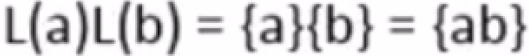 L(a)L(b) = {a}{b} = {ab}